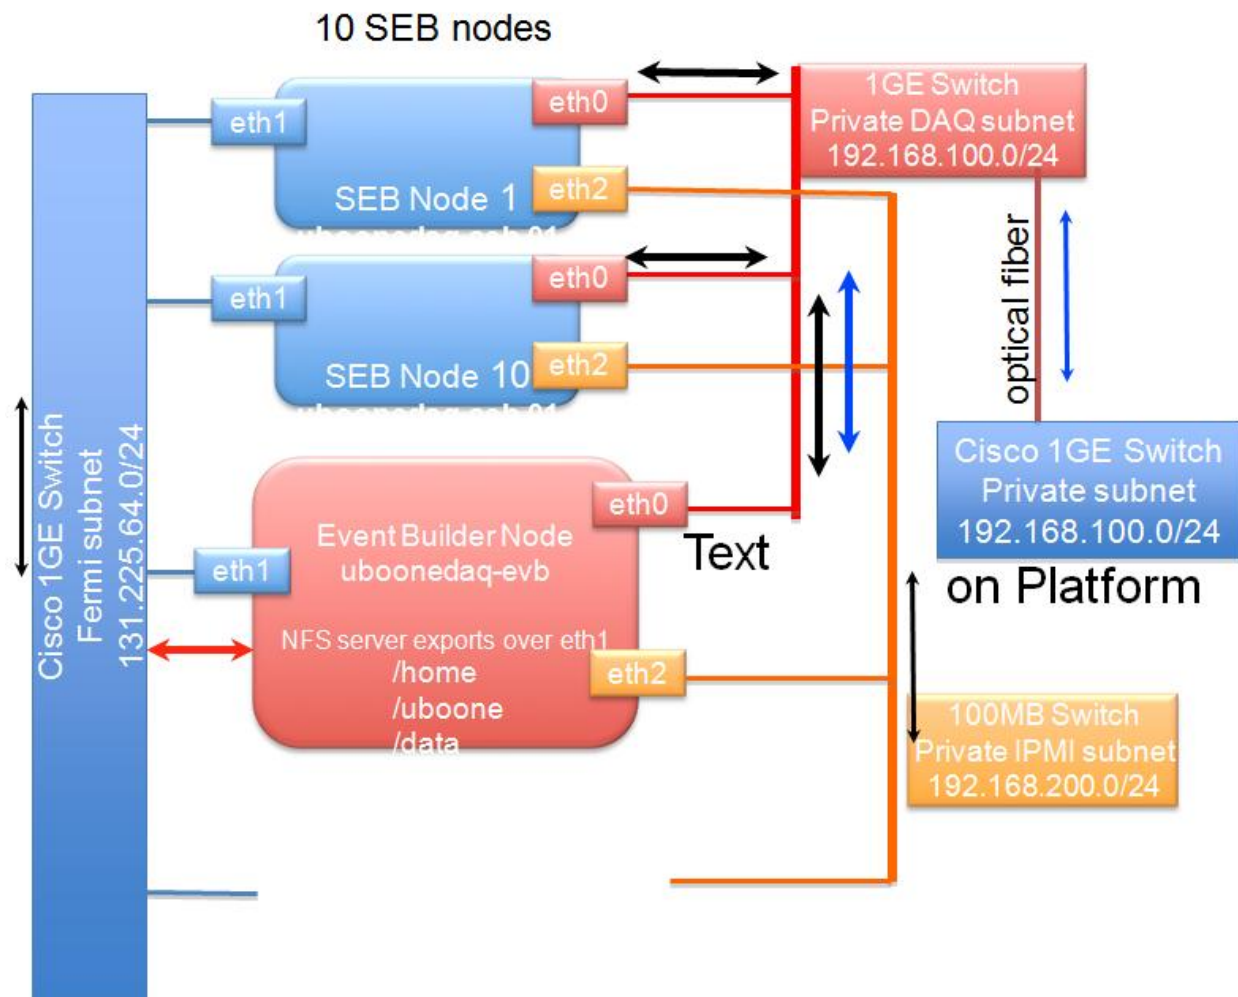 10 SEB nodes
eth1
eth0
SEB Node 1
eth2
eth1
eth0
SEB Node 10
eth2
1GE Switch
Private DAQ subnet
192.168.100.0/24
optical fiber
Cisco 1GE Switch
Private subnet
192.168.100.0/24
on Platform
Cisco 1GE Switch
Fermi subnet
131.225.64.0/24
eth0
Text
Event Builder Node
uboonedaq-evb
eth1
NFS server exports over eth1
/home
/uboone
/data
eth2
100MB Switch
Private IPMI subnet
192.168.200.0/24